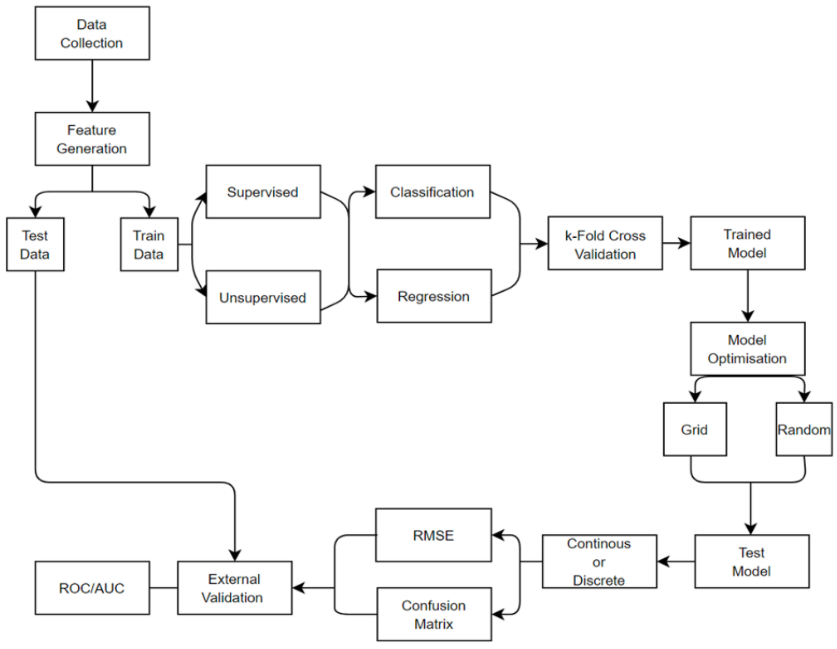 Data
Collection
Feature
Generation
Test
Data
Train
Data
Supervised
Unsupervised
Classification
Regression
k-Fold Cross
Validation
Trained
Model
Model
Optimisation
Grid
Random
Test
Model
Continous
or
Discrete
RMSE
Confusion
Matrix
External
Validation
ROC/AUC